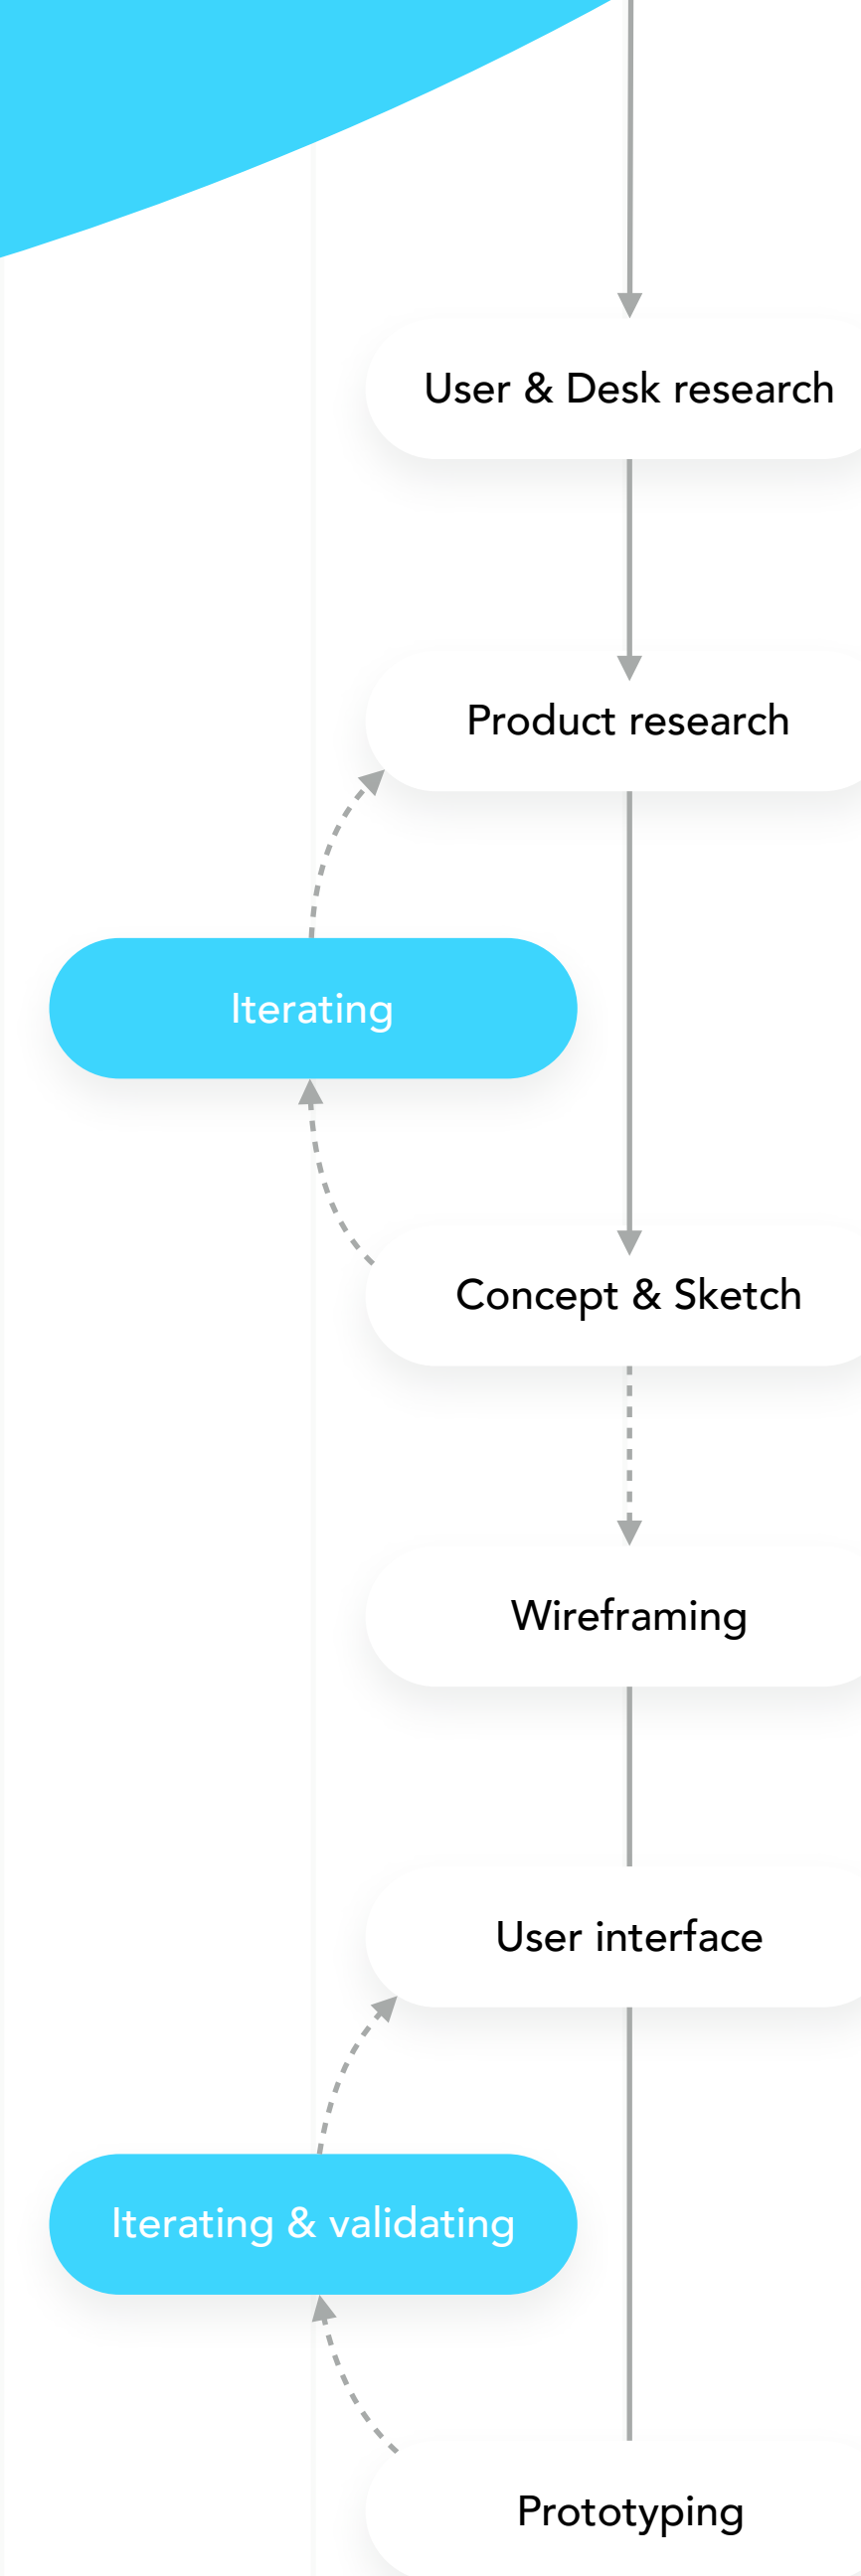 User & Desk research
Product research
Iterating
Concept & Sketch
Wireframing
User interface
Iterating & validating
Prototyping